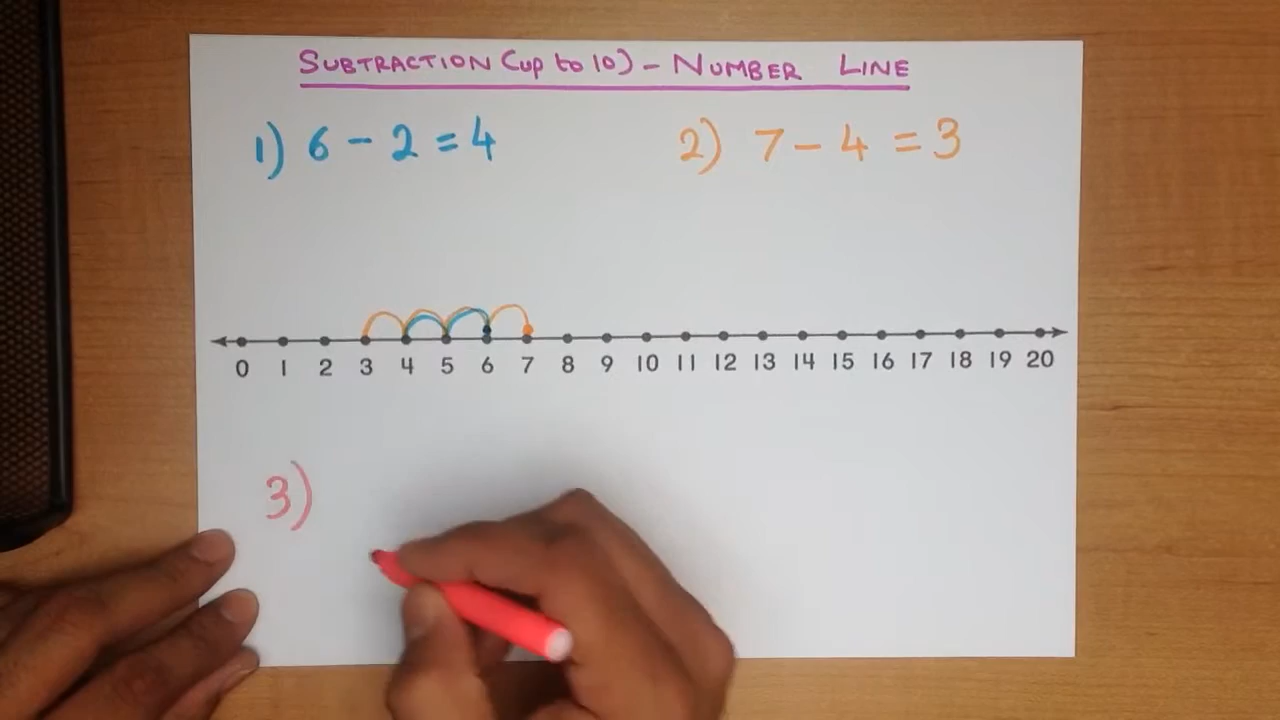 SUBTRACTION (up to 10) - NUMBER LINE
1) 6 - 2 = 4
2) 7 - 4 = 3
0 1 2 3 4 5 6 7 8 9 10 11 12 13 14 15 16 17 18 19 20
3)